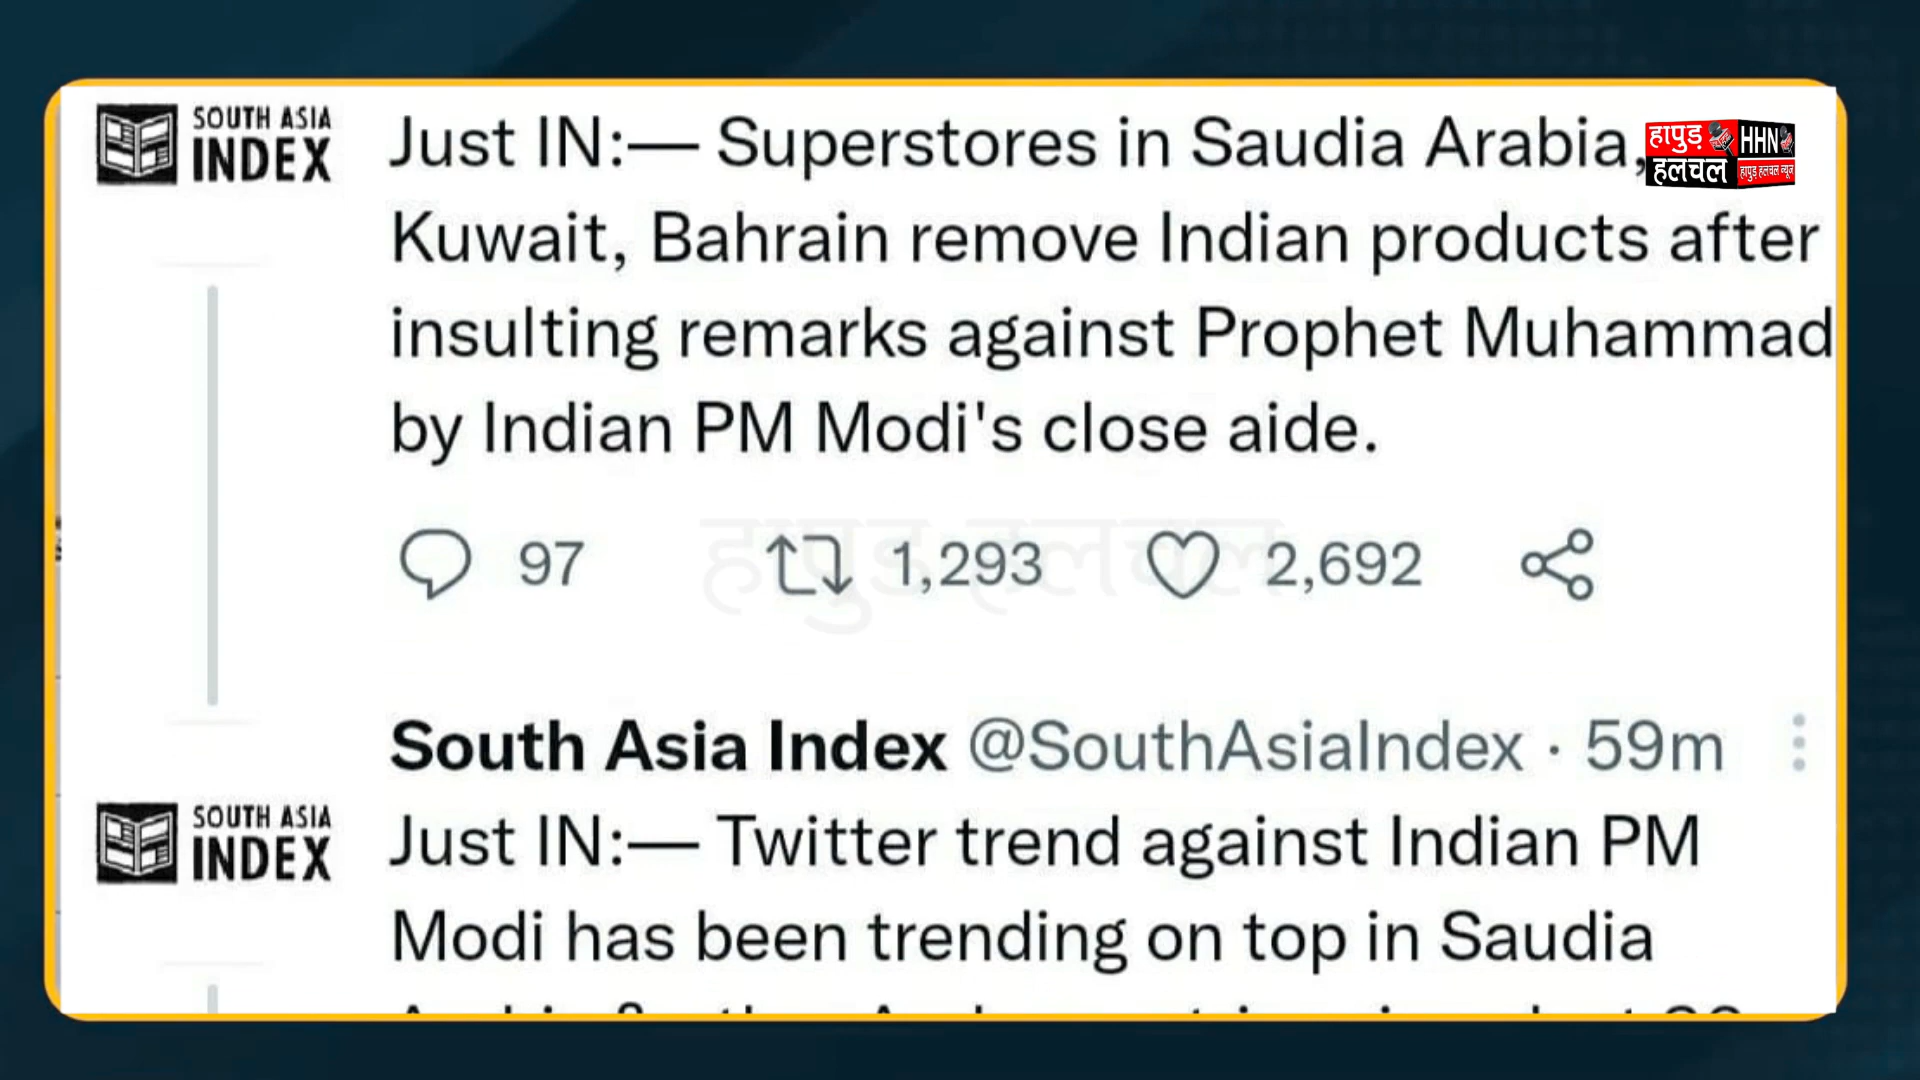 SOUTH ASIA
INDEX
Just IN:— Superstores in Saudia Arabia,
हापुड़
हलचल
HHN
हापुड़ हलचल न्यूज
Kuwait, Bahrain remove Indian products after
insulting remarks against Prophet Muhammad
by Indian PM Modi's close aide.
हापुड़ हलचल
97 1,293 2,692
South Asia Index @SouthAsiaIndex · 59m
SOUTH ASIA
INDEX
Just IN:— Twitter trend against Indian PM
Modi has been trending on top in Saudia